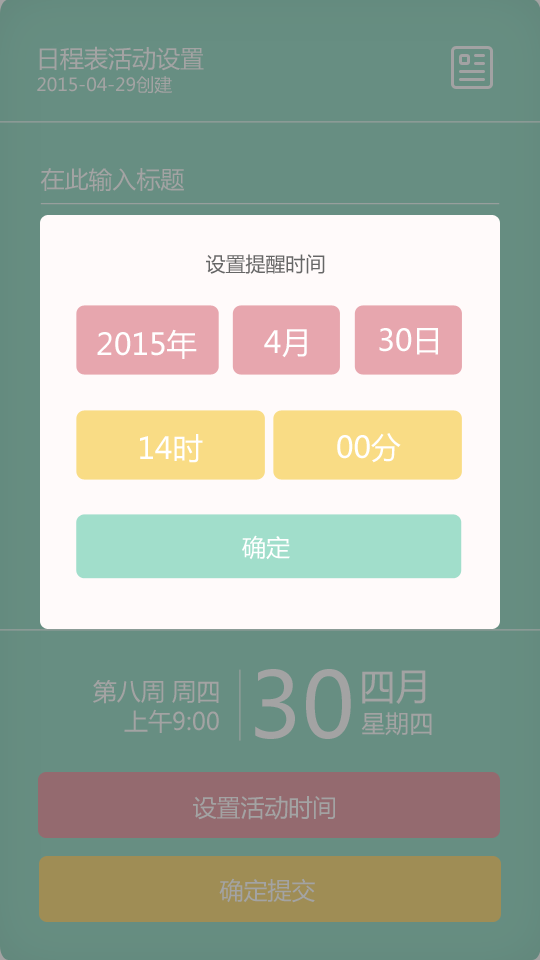 日程表活动设置
2015-04-29创建
在此输入标题
设置提醒时间
2015年 4月 30日
14时 00分
确定
第八周 周四
上午9:00
30
四月
星期四
设置活动时间
确定提交